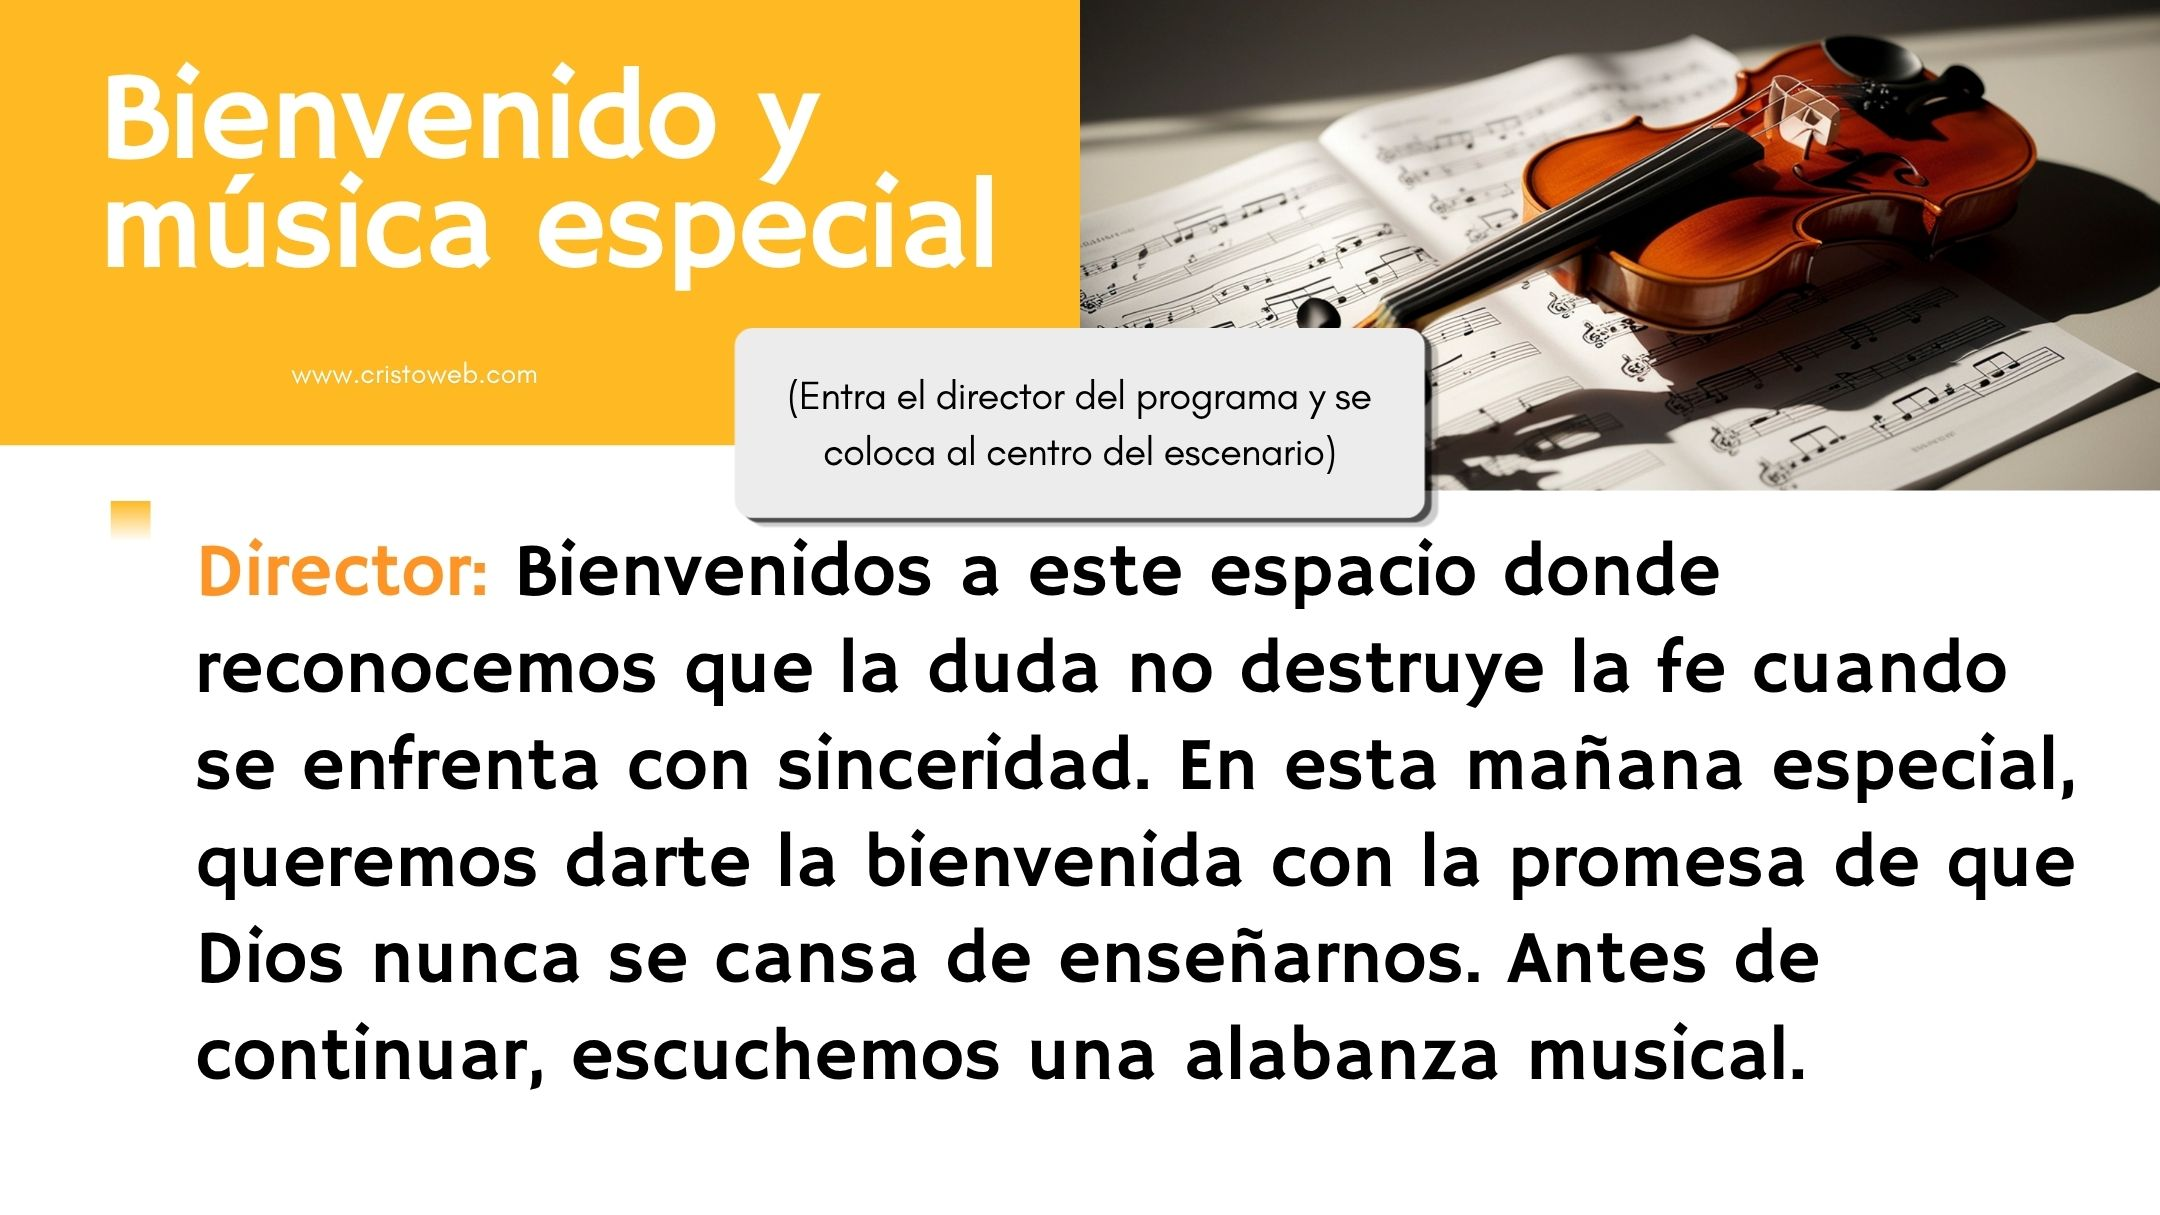 Bienvenido y
música especial
www.cristoweb.com
(Entra el director del programa y se
coloca al centro del escenario)
Director: Bienvenidos a este espacio donde
reconocemos que la duda no destruye la fe cuando
se enfrenta con sinceridad. En esta mañana especial,
queremos darte la bienvenida con la promesa de que
Dios nunca se cansa de enseñarnos. Antes de
continuar, escuchemos una alabanza musical.